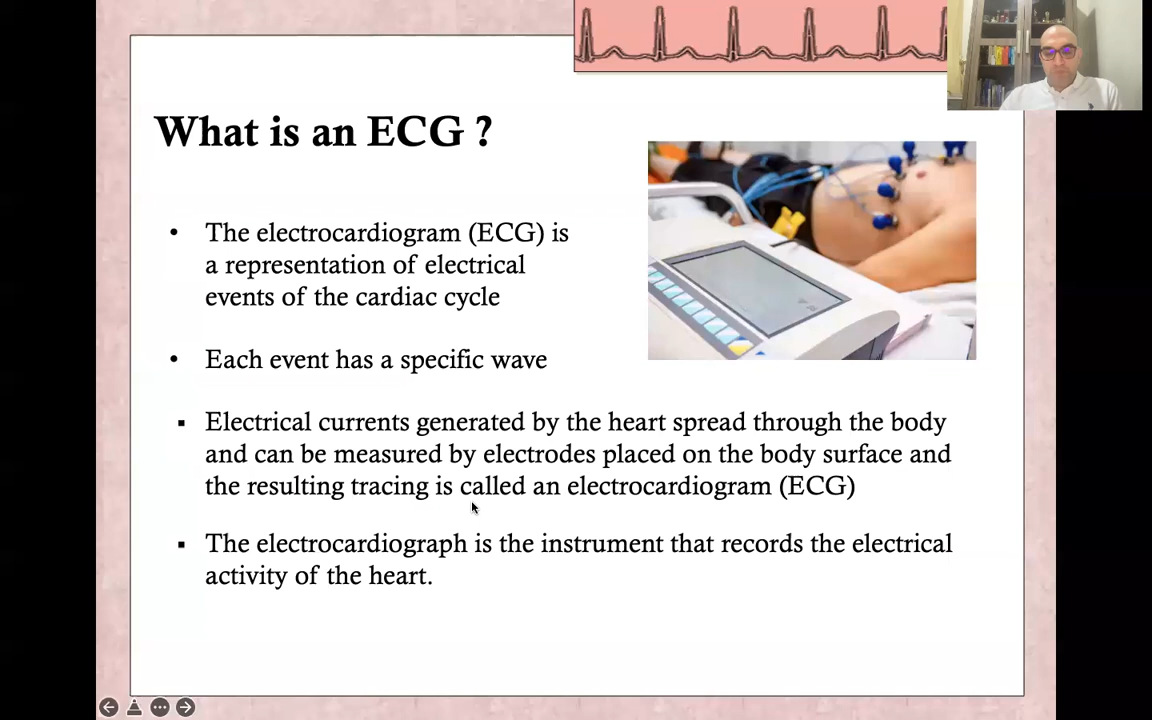 What is an ECG ?
• The electrocardiogram (ECG) is
a representation of electrical
events of the cardiac cycle
• Each event has a specific wave
▪ Electrical currents generated by the heart spread through the body
and can be measured by electrodes placed on the body surface and
the resulting tracing is called an electrocardiogram (ECG)
▪ The electrocardiograph is the instrument that records the electrical
activity of the heart.